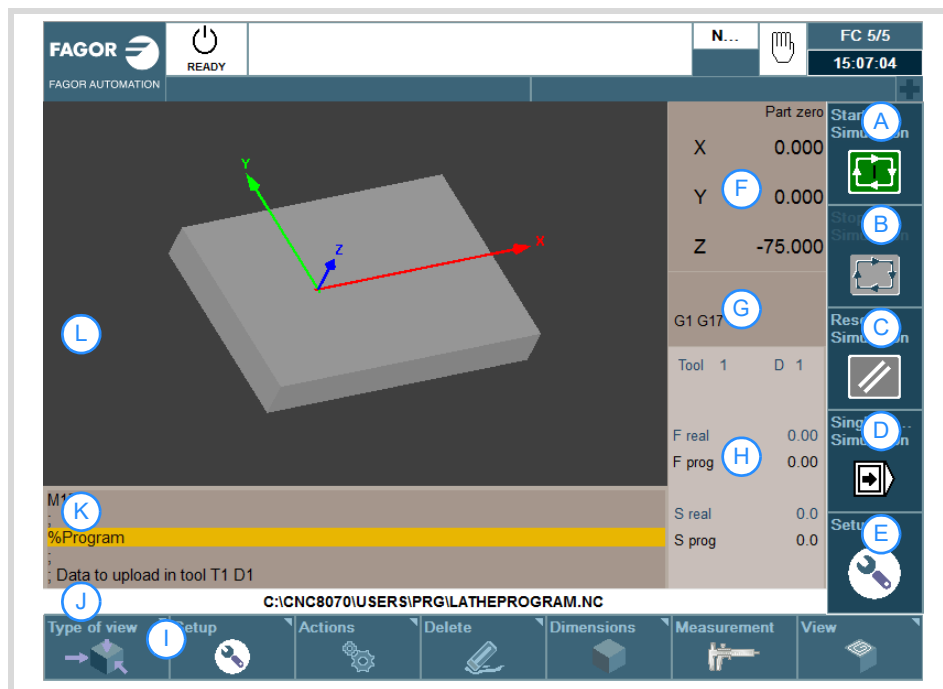 FAGOR
READY
N...
FC 5/5
15:07:04
FAGOR AUTOMATION
Part zero
X 0.000
Y 0.000
Z -75.000
G1 G17
Tool 1 D 1
F real 0.00
F prog 0.00
S real 0.0
S prog 0.0
A
B
Simulation
C
D
E
F
G
H
Y
Z
X
L
K
;
%Program
;
; Data to upload in tool T1 D1
J
C:\CNC8070\USERS\PRG\LATHEPROGRAM.NC
Type of view
I
Setup
Actions
Delete
Dimensions
Measurement
View